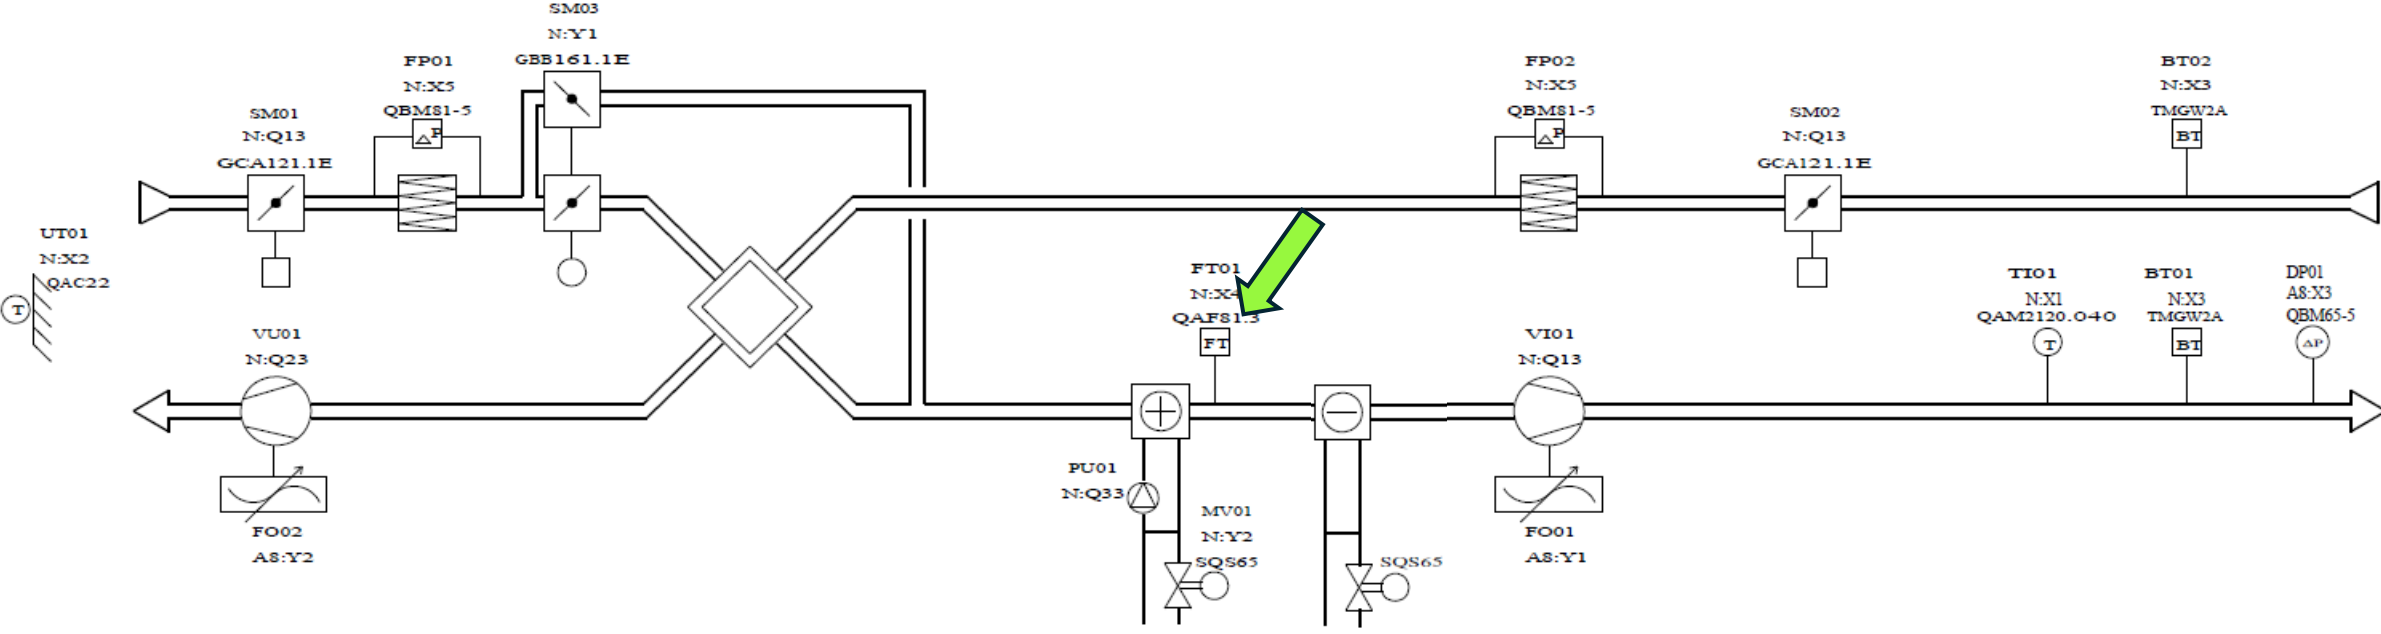 SM03
N:Y1
GBB161.1E
FP01
N:X5
QBM81-5
P
SM01
N:Q13
GCA121.1E
FP02
N:X5
QBM81-5
P
SM02
N:Q13
GCA121.1E
BT02
N:X3
TMGW2A
BT
UT01
N:X2
QAC22
T
VU01
N:Q23
FO02
A8:Y2
FT01
N:X4
QAF81.3
FT
PU01
N:Q33
MV01
N:Y2
SQS65
SQS65
VI01
N:Q13
FO01
A8:Y1
TI01
N:X1
QAM2120.040
T
BT01
N:X3
TMGW2A
BT
DP01
A8:X3
QBM65-5
ΔP